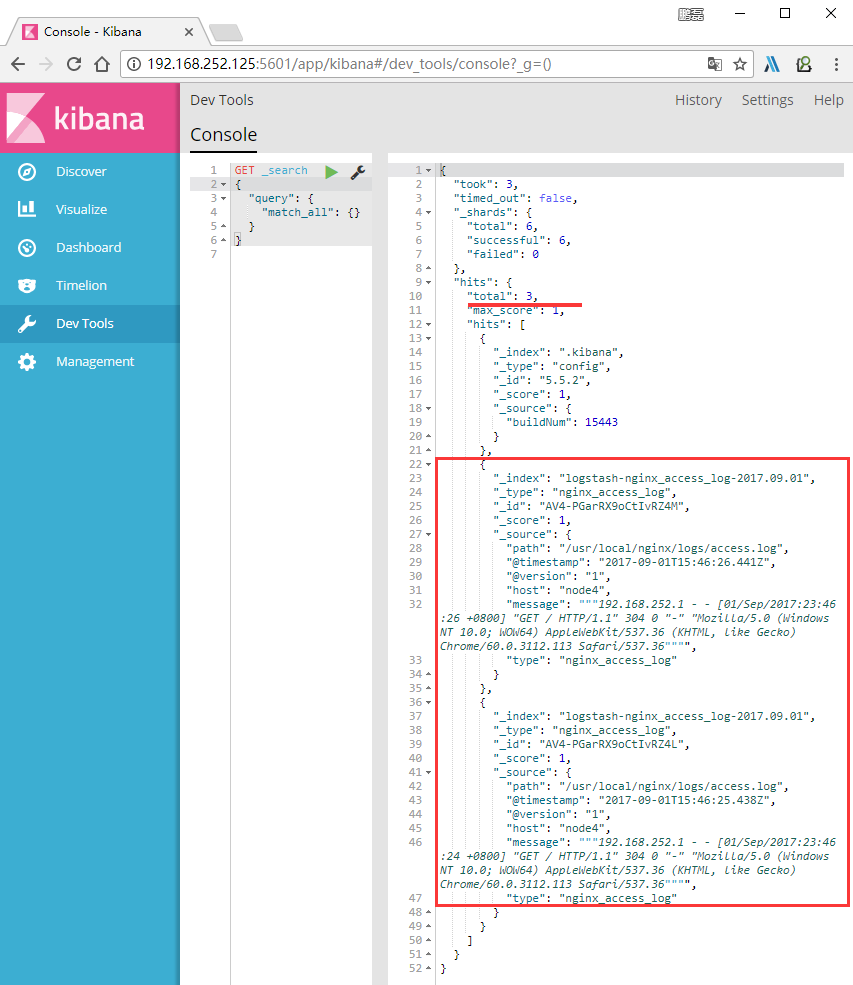 鹏磊
Console - Kibana
192.168.252.125:5601/app/kibana#/dev_tools/console?_g=()
kibana
Discover
Visualize
Dashboard
Timelion
Dev Tools
Management
Dev Tools
History
Settings
Help
Console
1 GET _search
2 {
3 "query": {
4 "match_all": {}
5 }
6 }
7
1 {
2 "took": 3,
3 "timed_out": false,
4 "_shards": {
5 "total": 6,
6 "successful": 6,
7 "failed": 0
8 },
9 "hits": {
10 "total": 3,
11 "max_score": 1,
12 "hits": [
13 {
14 "_index": ".kibana",
15 "_type": "config",
16 "_id": "5.5.2",
17 "_score": 1,
18 "_source": {
19 "buildNum": 15443
20 }
21 },
22 {
23 "_index": "logstash-nginx_access_log-2017.09.01",
24 "_type": "nginx_access_log",
25 "_id": "AV4-PGarRX9oCtIvRZ4M",
26 "_score": 1,
27 "_source": {
28 "path": "/usr/local/nginx/logs/access.log",
29 "@timestamp": "2017-09-01T15:46:26.441Z",
30 "@version": "1",
31 "host": "node4",
32 "message": """192.168.252.1 - - [01/Sep/2017:23:46
:26 +0800] "GET / HTTP/1.1" 304 0 "-" "Mozilla/5.0 (Windows
NT 10.0; WOW64) AppleWebKit/537.36 (KHTML, like Gecko)
Chrome/60.0.3112.113 Safari/537.36"""",
33 "type": "nginx_access_log"
34 }
35 },
36 {
37 "_index": "logstash-nginx_access_log-2017.09.01",
38 "_type": "nginx_access_log",
39 "_id": "AV4-PGarRX9oCtIvRZ4L",
40 "_score": 1,
41 "_source": {
42 "path": "/usr/local/nginx/logs/access.log",
43 "@timestamp": "2017-09-01T15:46:25.438Z",
44 "@version": "1",
45 "host": "node4",
46 "message": """192.168.252.1 - - [01/Sep/2017:23:46
:24 +0800] "GET / HTTP/1.1" 304 0 "-" "Mozilla/5.0 (Windows
NT 10.0; WOW64) AppleWebKit/537.36 (KHTML, like Gecko)
Chrome/60.0.3112.113 Safari/537.36"""",
47 "type": "nginx_access_log"
48 }
49 }
50 ]
51 }
52 }